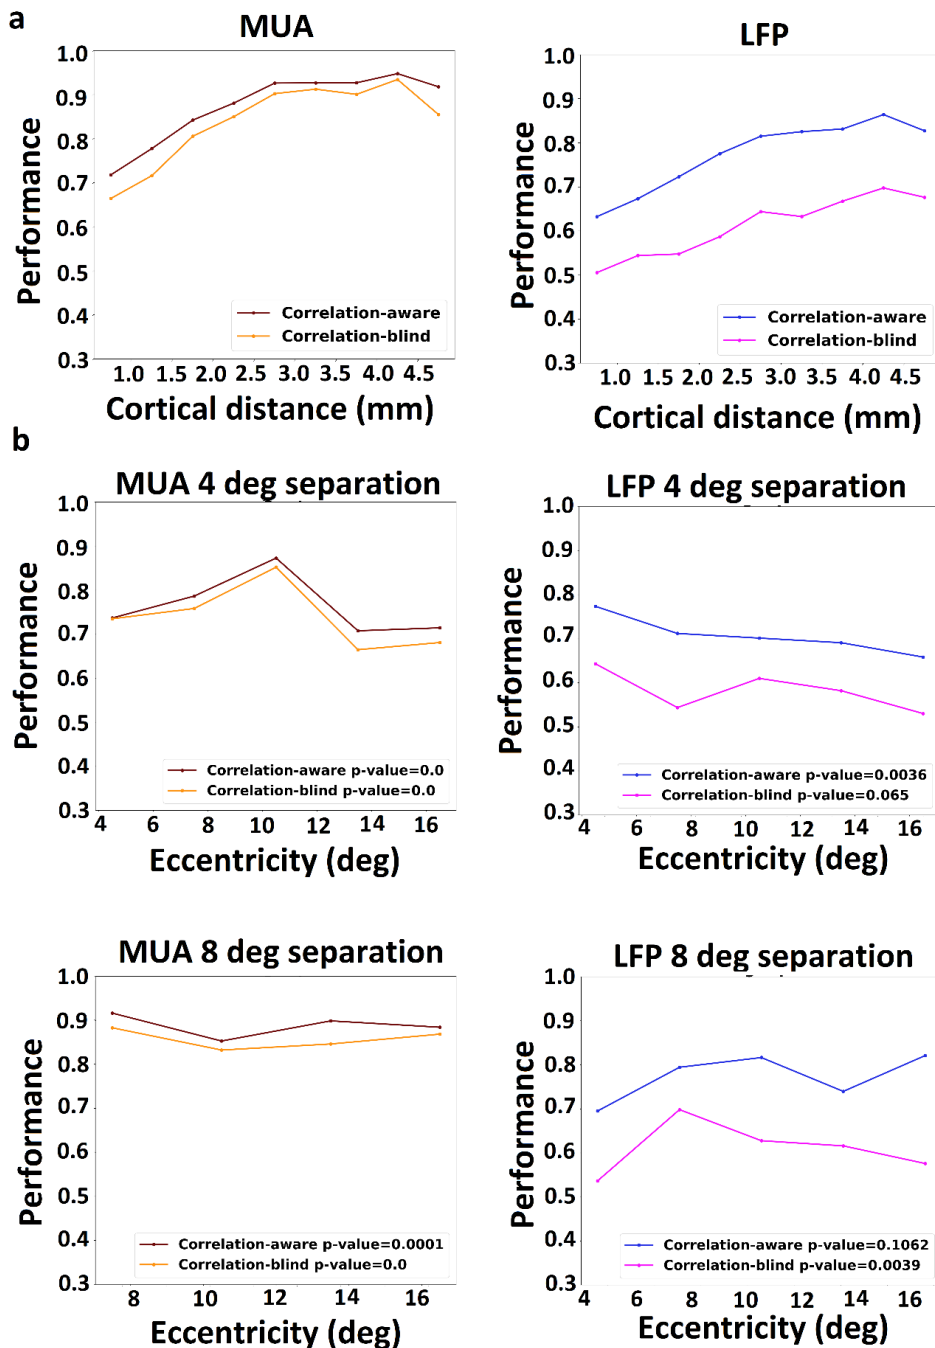 a
MUA
Performance
1.0
0.9
0.8
0.7
0.6
0.5
0.4
0.3
Correlation-aware
Correlation-blind
1.0 1.5 2.0 2.5 3.0 3.5 4.0 4.5
Cortical distance (mm)
LFP
Performance
1.0
0.9
0.8
0.7
0.6
0.5
0.4
0.3
Correlation-aware
Correlation-blind
1.0 1.5 2.0 2.5 3.0 3.5 4.0 4.5
Cortical distance (mm)
b
MUA 4 deg separation
Performance
1.0
0.9
0.8
0.7
0.6
0.5
0.4
0.3
Correlation-aware p-value=0.0
Correlation-blind p-value=0.0
4 6 8 10 12 14 16
Eccentricity (deg)
LFP 4 deg separation
Performance
1.0
0.9
0.8
0.7
0.6
0.5
0.4
0.3
Correlation-aware p-value=0.0036
Correlation-blind p-value=0.065
4 6 8 10 12 14 16
Eccentricity (deg)
MUA 8 deg separation
Performance
1.0
0.9
0.8
0.7
0.6
0.5
0.4
0.3
Correlation-aware p-value=0.0001
Correlation-blind p-value=0.0
8 10 12 14 16
Eccentricity (deg)
LFP 8 deg separation
Performance
1.0
0.9
0.8
0.7
0.6
0.5
0.4
0.3
Correlation-aware p-value=0.1062
Correlation-blind p-value=0.0039
4 6 8 10 12 14 16
Eccentricity (deg)